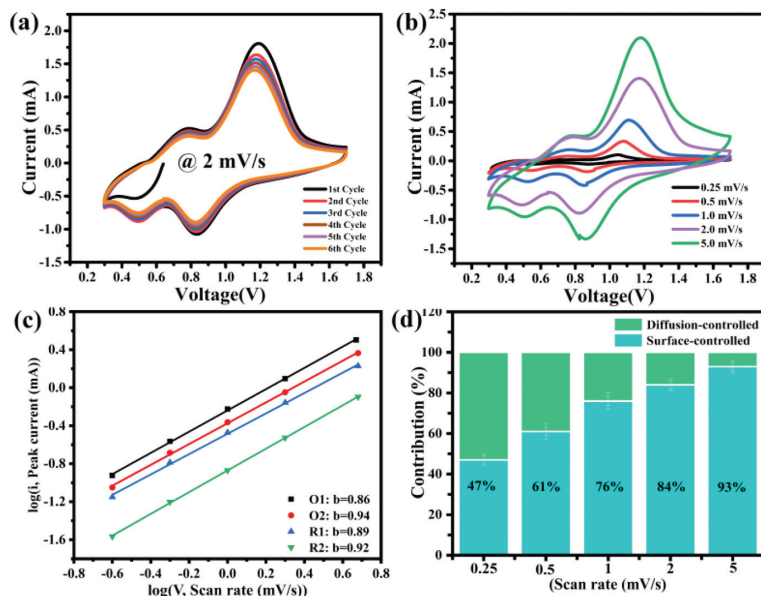 (a)
Current (mA)
2.0
1.5
1.0
0.5
0.0
-0.5
-1.0
-1.5
@ 2 mV/s
1st Cycle
2nd Cycle
3rd Cycle
4th Cycle
5th Cycle
6th Cycle
0.2 0.4 0.6 0.8 1.0 1.2 1.4 1.6 1.8
Voltage(V)
(b)
Current (mA)
2.5
2.0
1.5
1.0
0.5
0.0
-0.5
-1.0
-1.5
0.25 mV/s
0.5 mV/s
1.0 mV/s
2.0 mV/s
5.0 mV/s
0.2 0.4 0.6 0.8 1.0 1.2 1.4 1.6 1.8
Voltage(V)
(c)
log(i, Peak current (mA))
0.8
0.4
0.0
-0.4
-0.8
-1.2
-1.6
O1: b=0.86
O2: b=0.94
R1: b=0.89
R2: b=0.92
-0.8 -0.6 -0.4 -0.2 0.0 0.2 0.4 0.6 0.8
log(V, Scan rate (mV/s))
(d)
Contribution (%)
120
100
80
60
40
20
0
Diffusion-controlled
Surface-controlled
47% 61% 76% 84% 93%
0.25 0.5 1 2 5
(Scan rate (mV/s)